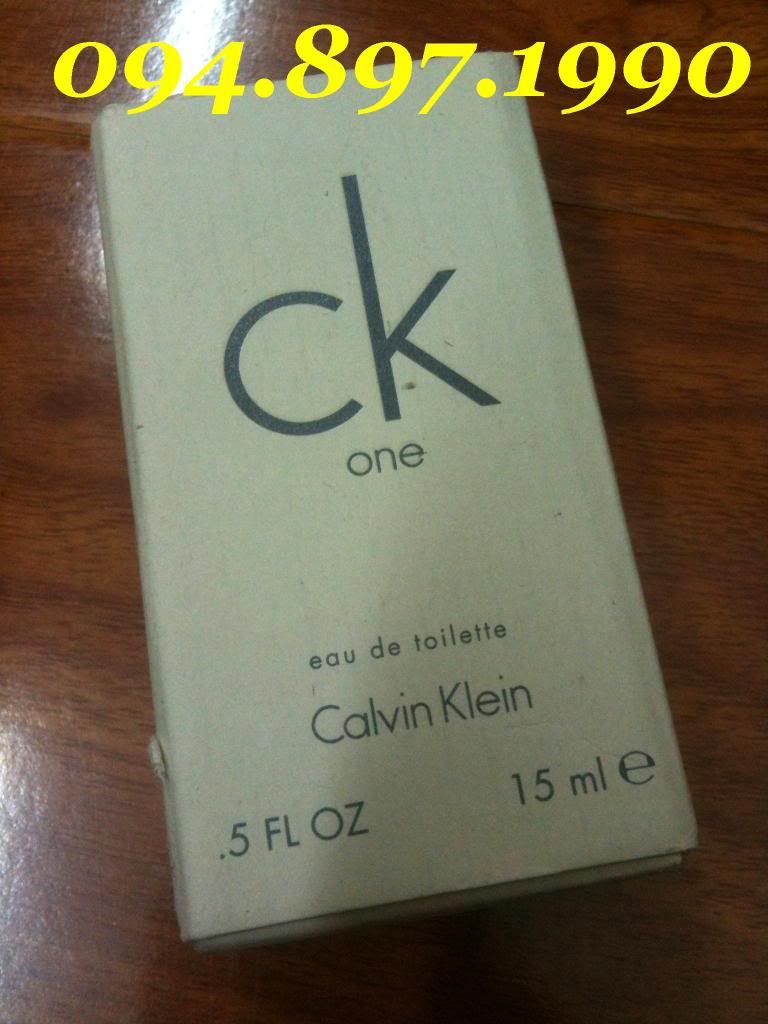 094.897.1990
ck
one
eau de toilette
Calvin Klein
.5 FL OZ 15 ml ℮